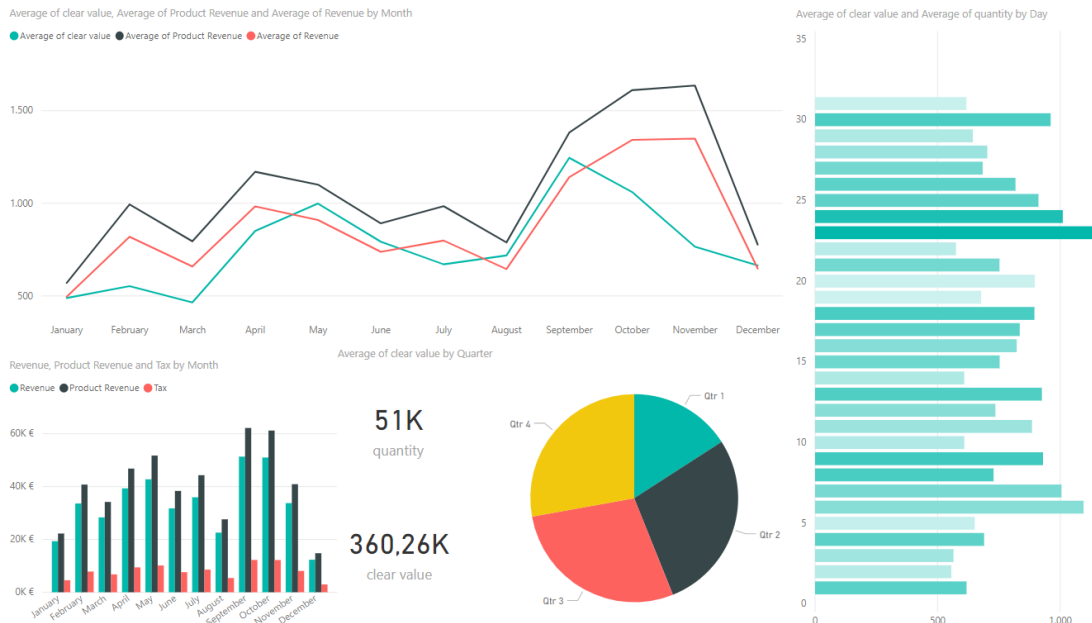 Average of clear value, Average of Product Revenue and Average of Revenue by Month
Average of clear value Average of Product Revenue Average of Revenue
1.500
1.000
500
January February March April May June July August September October November December
Revenue, Product Revenue and Tax by Month
Revenue Product Revenue Tax
60K €
40K €
20K €
0K €
January February March April May June July August September October November December
51K
quantity
360,26K
clear value
Average of clear value by Quarter
Qtr 1
Qtr 4
Qtr 2
Qtr 3
Average of clear value and Average of quantity by Day
35
30
25
20
15
10
5
0
0 500 1.000